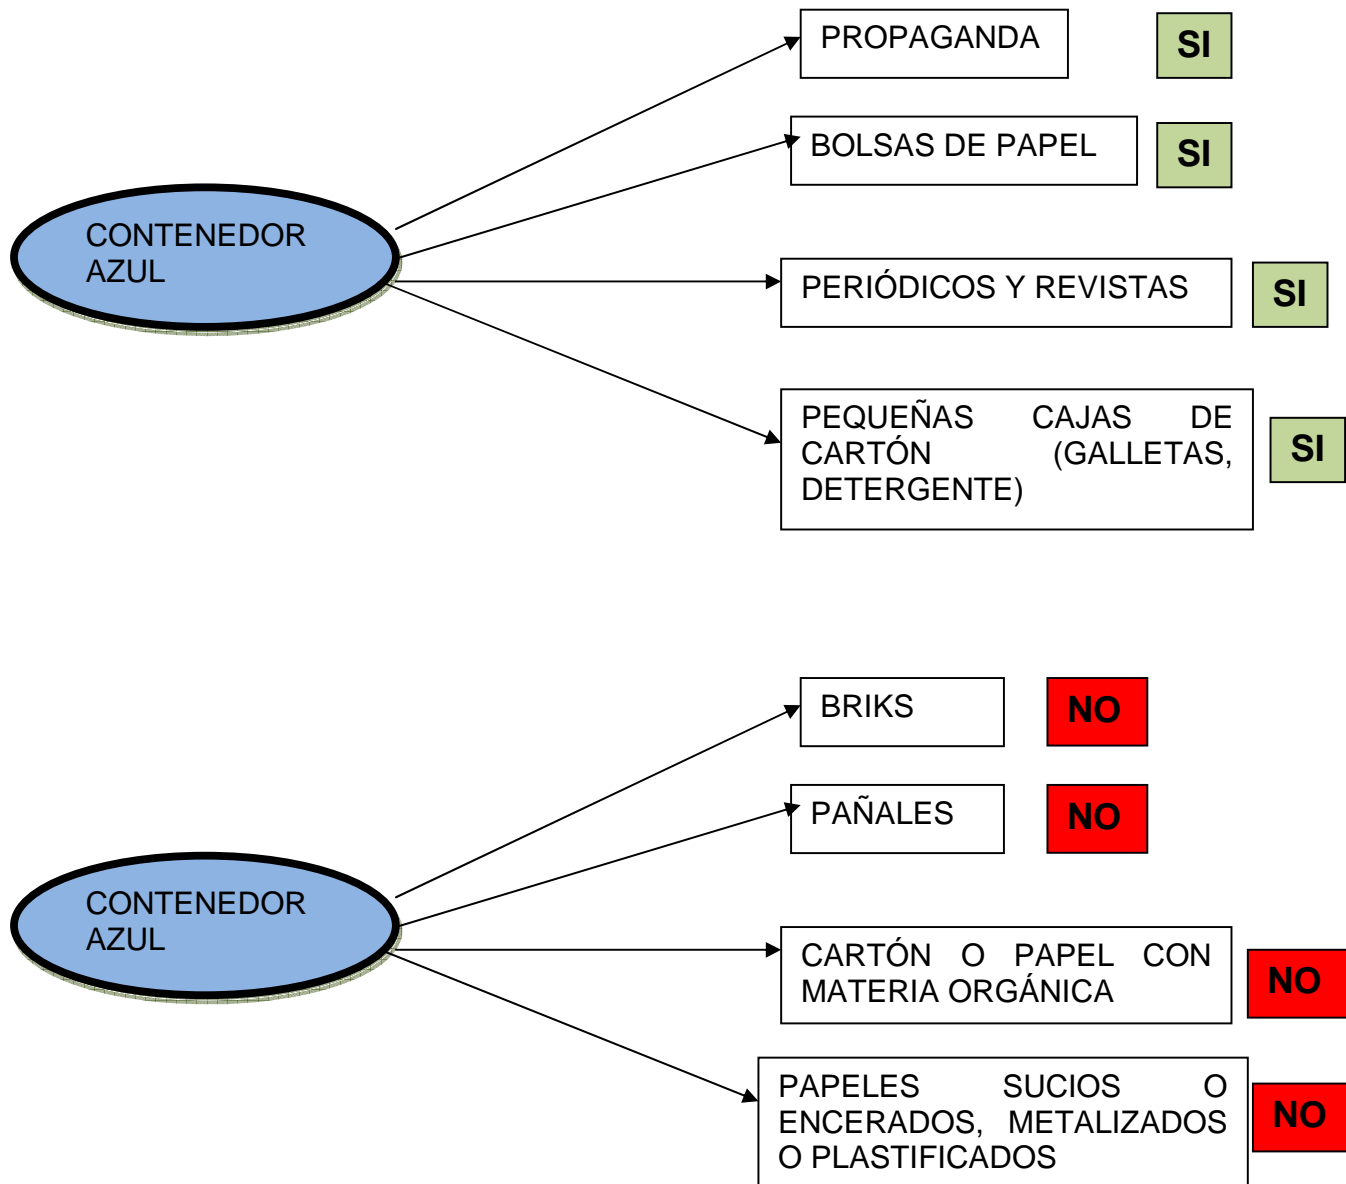 PROPAGANDA
SI
BOLSAS DE PAPEL
SI
CONTENEDOR
AZUL
PERIÓDICOS Y REVISTAS
SI
PEQUEÑAS CAJAS DE
CARTÓN (GALLETAS,
DETERGENTE)
SI
BRIKS
NO
PAÑALES
NO
CONTENEDOR
AZUL
CARTÓN O PAPEL CON
MATERIA ORGÁNICA
NO
PAPELES SUCIOS O
ENCERADOS, METALIZADOS
O PLASTIFICADOS
NO